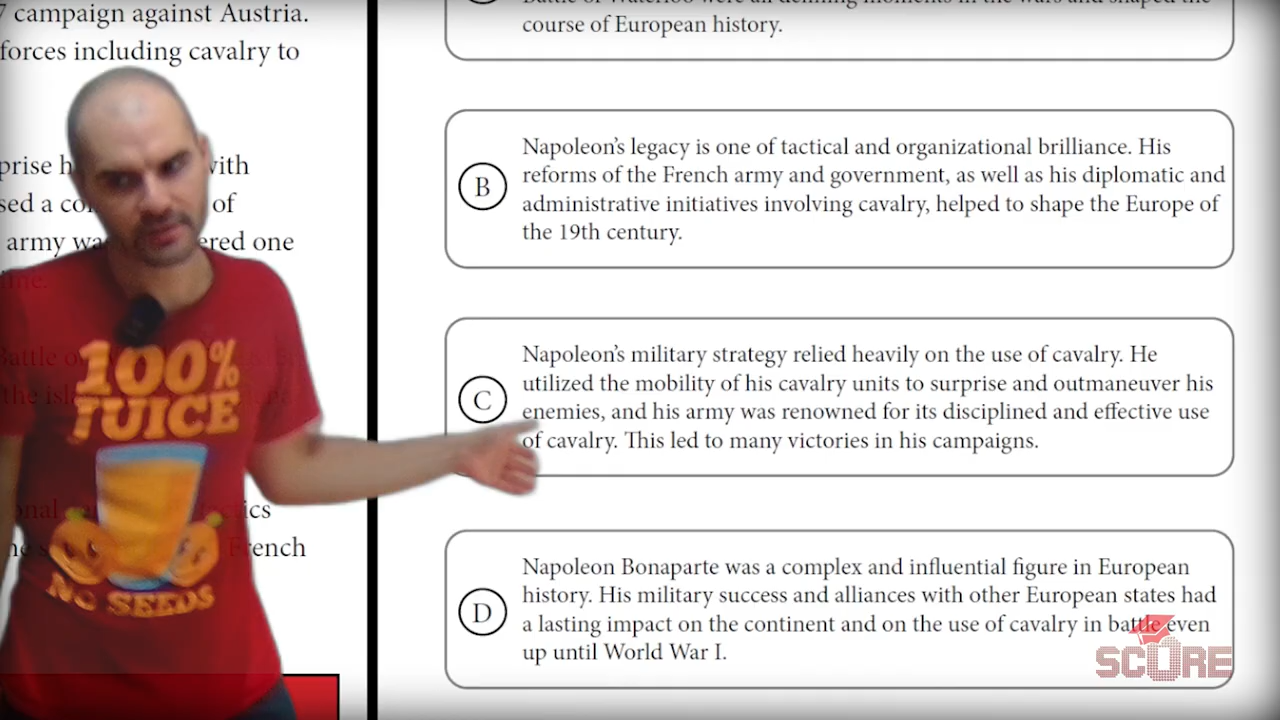 7 campaign against Austria.
forces including cavalry to
prise
with
sed a
of
army
ered one
the
French
100%
JUICE
NO SEEDS
course of European history.
B
Napoleon's legacy is one of tactical and organizational brilliance. His
reforms of the French army and government, as well as his diplomatic and
administrative initiatives involving cavalry, helped to shape the Europe of
the 19th century.
C
Napoleon's military strategy relied heavily on the use of cavalry. He
utilized the mobility of his cavalry units to surprise and outmaneuver his
enemies, and his army was renowned for its disciplined and effective use
of cavalry. This led to many victories in his campaigns.
D
Napoleon Bonaparte was a complex and influential figure in European
history. His military success and alliances with other European states had
a lasting impact on the continent and on the use of cavalry in battle even
up until World War I.
SCORE